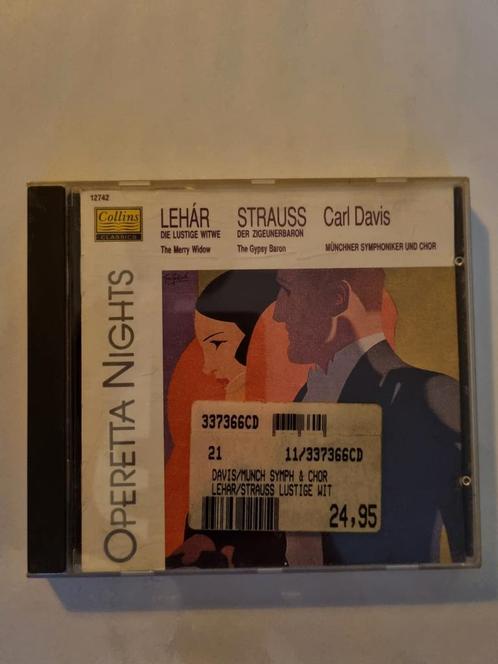 12742
Collins
CLASSICS
LEHÁR
DIE LUSTIGE WITWE
The Merry Widow
STRAUSS
DER ZIGEUNERBARON
The Gypsy Baron
Carl Davis
MÜNCHNER SYMPHONIKER UND CHOR
OPERETTA NIGHTS
337366CD
21 11/337366CD
DAVIS/MUNCH SYMPH & CHOR
LEHAR/STRAUSS LUSTIGE WIT
24,95